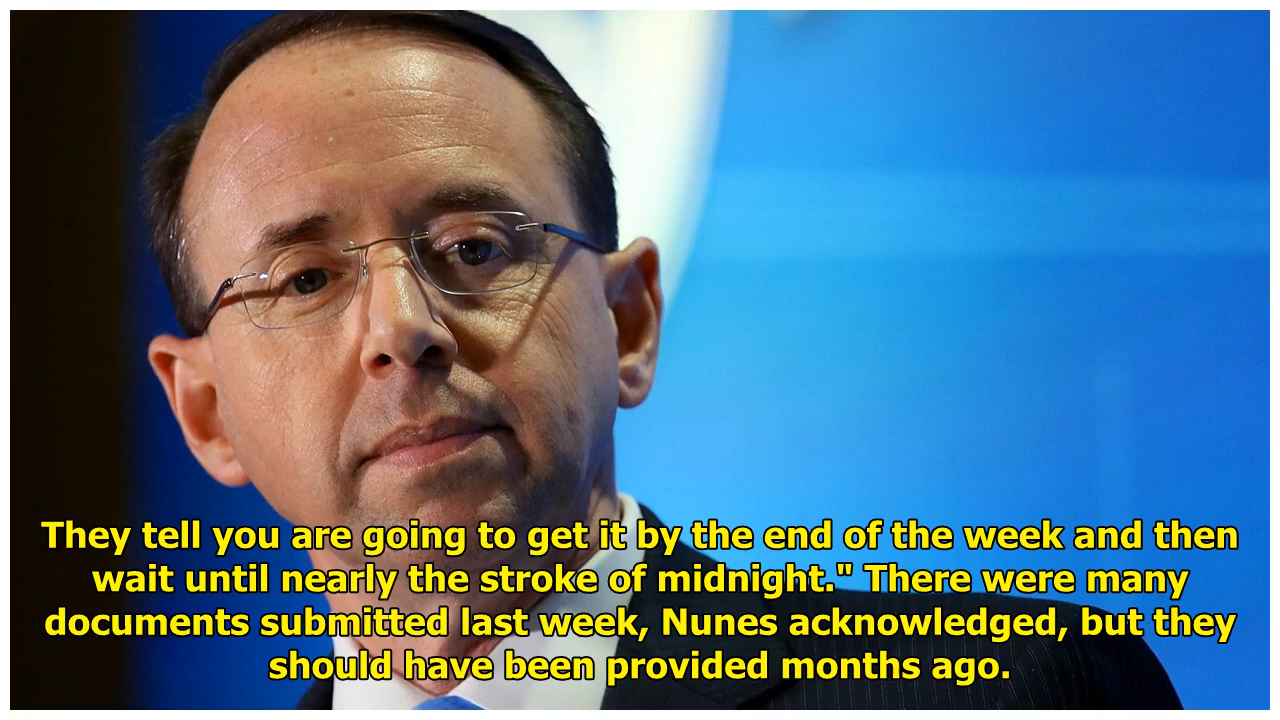 They tell you are going to get it by the end of the week and then
wait until nearly the stroke of midnight." There were many
documents submitted last week, Nunes acknowledged, but they
should have been provided months ago.